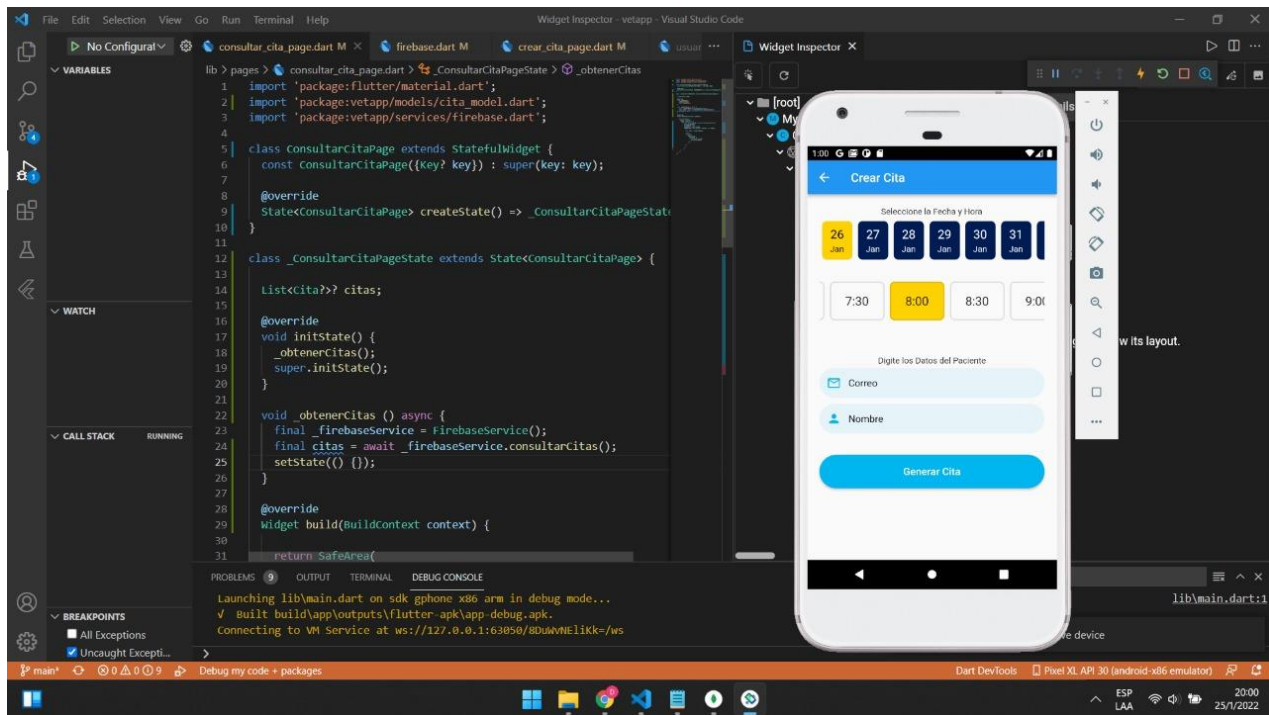 File Edit Selection View Go Run Terminal Help
Widget Inspector - vetapp - Visual Studio Code
No Configurat
consultar_cita_page.dart M
firebase.dart M
crear_cita_page.dart M
usuar
Widget Inspector
VARIABLES
WATCH
CALL STACK RUNNING
BREAKPOINTS
All Exceptions
Uncaught Excepti...
lib > pages > consultar_cita_page.dart > _ConsultarCitaPageState > _obtenerCitas
1 import 'package:flutter/material.dart';
2 import 'package:vetapp/models/cita_model.dart';
3 import 'package:vetapp/services/firebase.dart';
4
5 class ConsultarCitaPage extends StatefulWidget {
6 const ConsultarCitaPage({Key? key}) : super(key: key);
7
8 @override
9 State<ConsultarCitaPage> createState() => _ConsultarCitaPageStat
10 }
11
12 class _ConsultarCitaPageState extends State<ConsultarCitaPage> {
13
14 List<Cita?>? citas;
15
16 @override
17 void initState() {
18 _obtenerCitas();
19 super.initState();
20 }
21
22 void _obtenerCitas () async {
23 final _firebaseService = FirebaseService();
24 final citas = await _firebaseService.consultarCitas();
25 setState(() {});
26 }
27
28 @override
29 Widget build(BuildContext context) {
30
31 return SafeArea(
PROBLEMS 9 OUTPUT TERMINAL DEBUG CONSOLE
Launching lib\main.dart on sdk gphone x86 arm in debug mode...
√ Built build\app\outputs\flutter-apk\app-debug.apk.
Connecting to VM Service at ws://127.0.0.1:63050/8DuWvNEliKk=/ws
[root]
My
w its layout.
lib\main.dart:1
ve device
1:00
Crear Cita
Seleccione la Fecha y Hora
26 27 28 29 30 31
Jan Jan Jan Jan Jan Jan
7:30 8:00 8:30 9:00
Digite los Datos del Paciente
Correo
Nombre
Generar Cita
main* 0 0 9 Debug my code + packages
Dart DevTools Pixel XL API 30 (android-x86 emulator)
ESP
LAA
20:00
25/1/2022